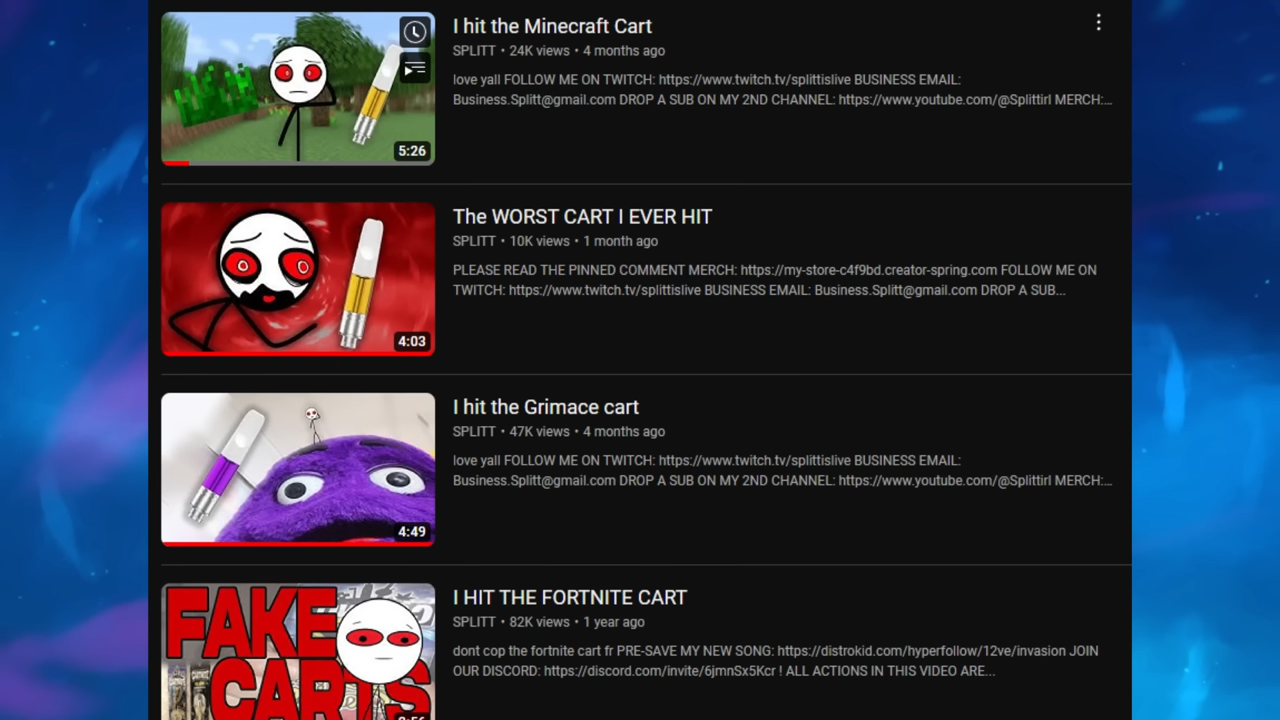 I hit the Minecraft Cart
SPLITT • 24K views • 4 months ago
love yall FOLLOW ME ON TWITCH: https://www.twitch.tv/splittislive BUSINESS EMAIL:
Business.Splitt@gmail.com DROP A SUB ON MY 2ND CHANNEL: https://www.youtube.com/@Splittirl MERCH:...
5:26
The WORST CART I EVER HIT
SPLITT • 10K views • 1 month ago
PLEASE READ THE PINNED COMMENT MERCH: https://my-store-c4f9bd.creator-spring.com FOLLOW ME ON
TWITCH: https://www.twitch.tv/splittislive BUSINESS EMAIL: Business.Splitt@gmail.com DROP A SUB...
4:03
I hit the Grimace cart
SPLITT • 47K views • 4 months ago
love yall FOLLOW ME ON TWITCH: https://www.twitch.tv/splittislive BUSINESS EMAIL:
Business.Splitt@gmail.com DROP A SUB ON MY 2ND CHANNEL: https://www.youtube.com/@Splittirl MERCH:...
4:49
FAKE
CARTS
I HIT THE FORTNITE CART
SPLITT • 82K views • 1 year ago
dont cop the fortnite cart fr PRE-SAVE MY NEW SONG: https://distrokid.com/hyperfollow/12ve/invasion JOIN
OUR DISCORD: https://discord.com/invite/6jmnSx5Kcr ! ALL ACTIONS IN THIS VIDEO ARE...